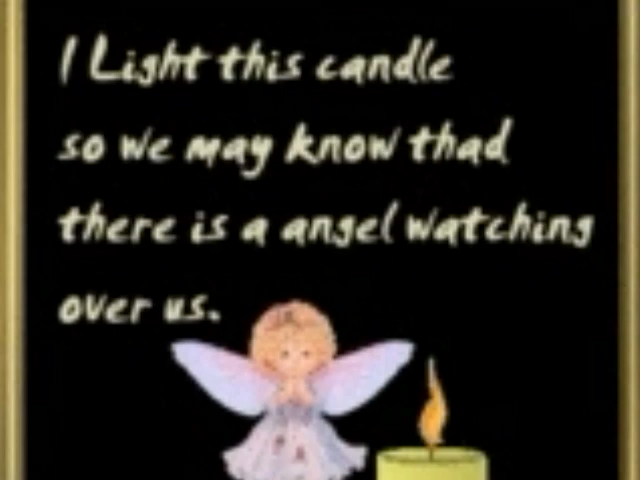 I Light this candle
so we may know thad
there is a angel watching
over us.